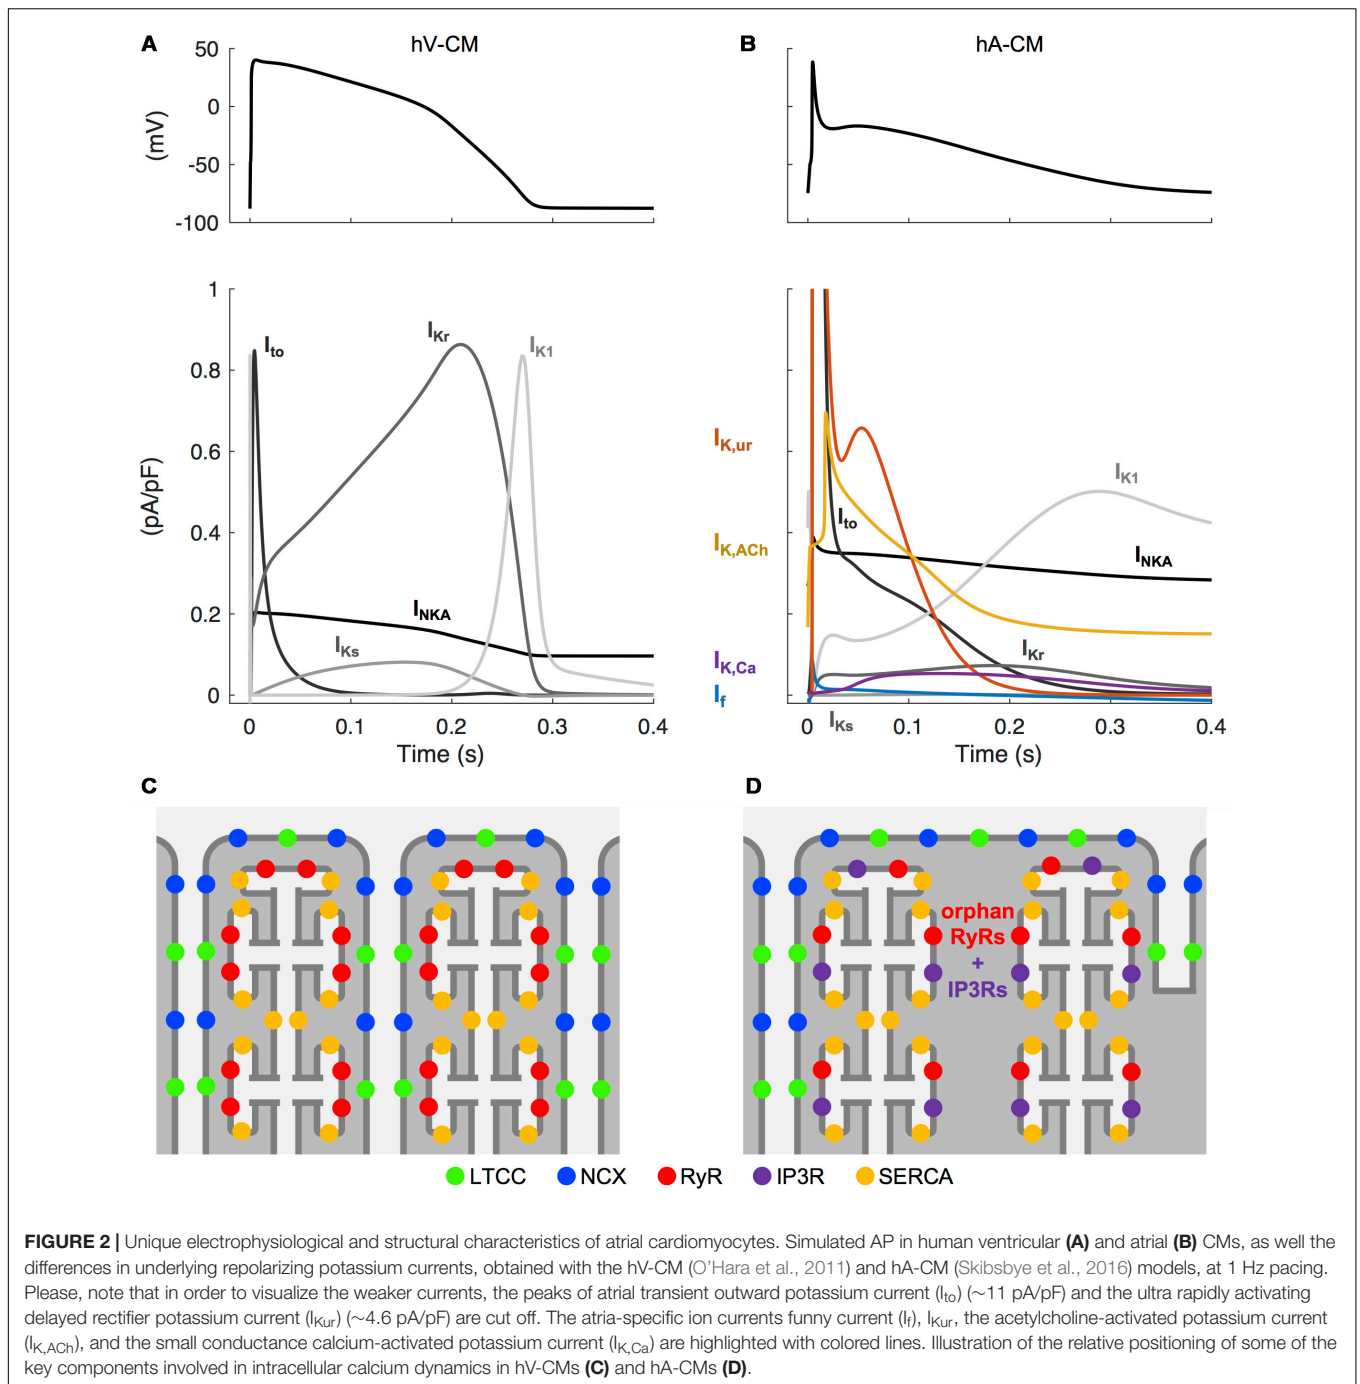 A
hV-CM
B
hA-CM
50
0
-50
-100
(mV)
1
0.8
0.6
0.4
0.2
0
(pA/pF)
Ito
IKr
IK1
INKA
IKs
0
0.1
0.2
0.3
0.4
Time (s)
IK,ur
IK,ACh
IK,Ca
If
Ito
IK1
INKA
IKr
IKs
0
0.1
0.2
0.3
0.4
Time (s)
C
D
orphan
RyRs
+
IP3Rs
LTCC NCX RyR IP3R SERCA
FIGURE 2 | Unique electrophysiological and structural characteristics of atrial cardiomyocytes. Simulated AP in human ventricular (A) and atrial (B) CMs, as well the
differences in underlying repolarizing potassium currents, obtained with the hV-CM (O'Hara et al., 2011) and hA-CM (Skibsbye et al., 2016) models, at 1 Hz pacing.
Please, note that in order to visualize the weaker currents, the peaks of atrial transient outward potassium current (Ito) (∼11 pA/pF) and the ultra rapidly activating
delayed rectifier potassium current (IKur) (∼4.6 pA/pF) are cut off. The atria-specific ion currents funny current (If), IKur, the acetylcholine-activated potassium current
(IK,ACh), and the small conductance calcium-activated potassium current (IK,Ca) are highlighted with colored lines. Illustration of the relative positioning of some of the
key components involved in intracellular calcium dynamics in hV-CMs (C) and hA-CMs (D).